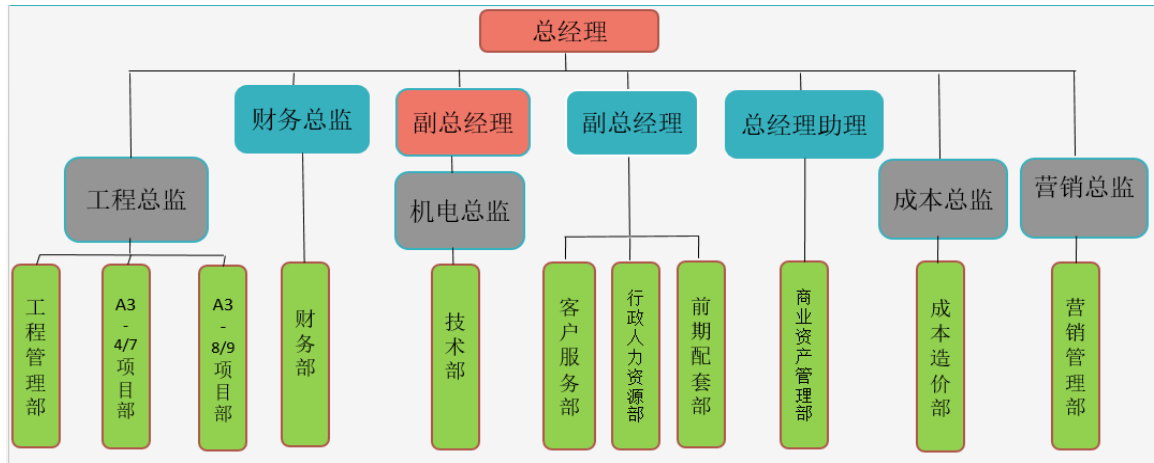 总经理
财务总监
副总经理
副总经理
总经理助理
工程总监
机电总监
成本总监
营销总监
工程管理部
A3-4/7项目部
A3-8/9项目部
财务部
技术部
客户服务部
行政人力资源部
前期配套部
商业资产管理部
成本造价部
营销管理部